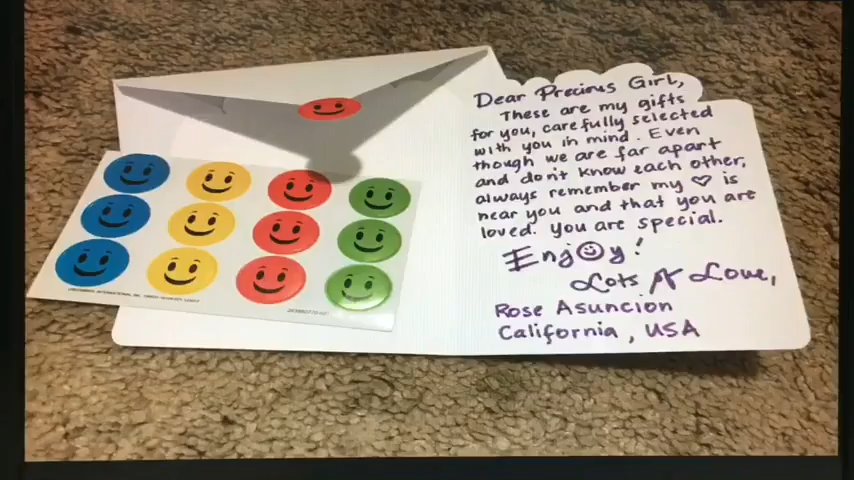 Dear Precious Girl,
These are my gifts
for you, carefully selected
with you in mind. Even
though we are far apart
and don't know each other,
always remember my ♡ is
near you and that you are
loved. You are special.
Enj☺y!
Lots A Love,
Rose Asuncion
California, USA